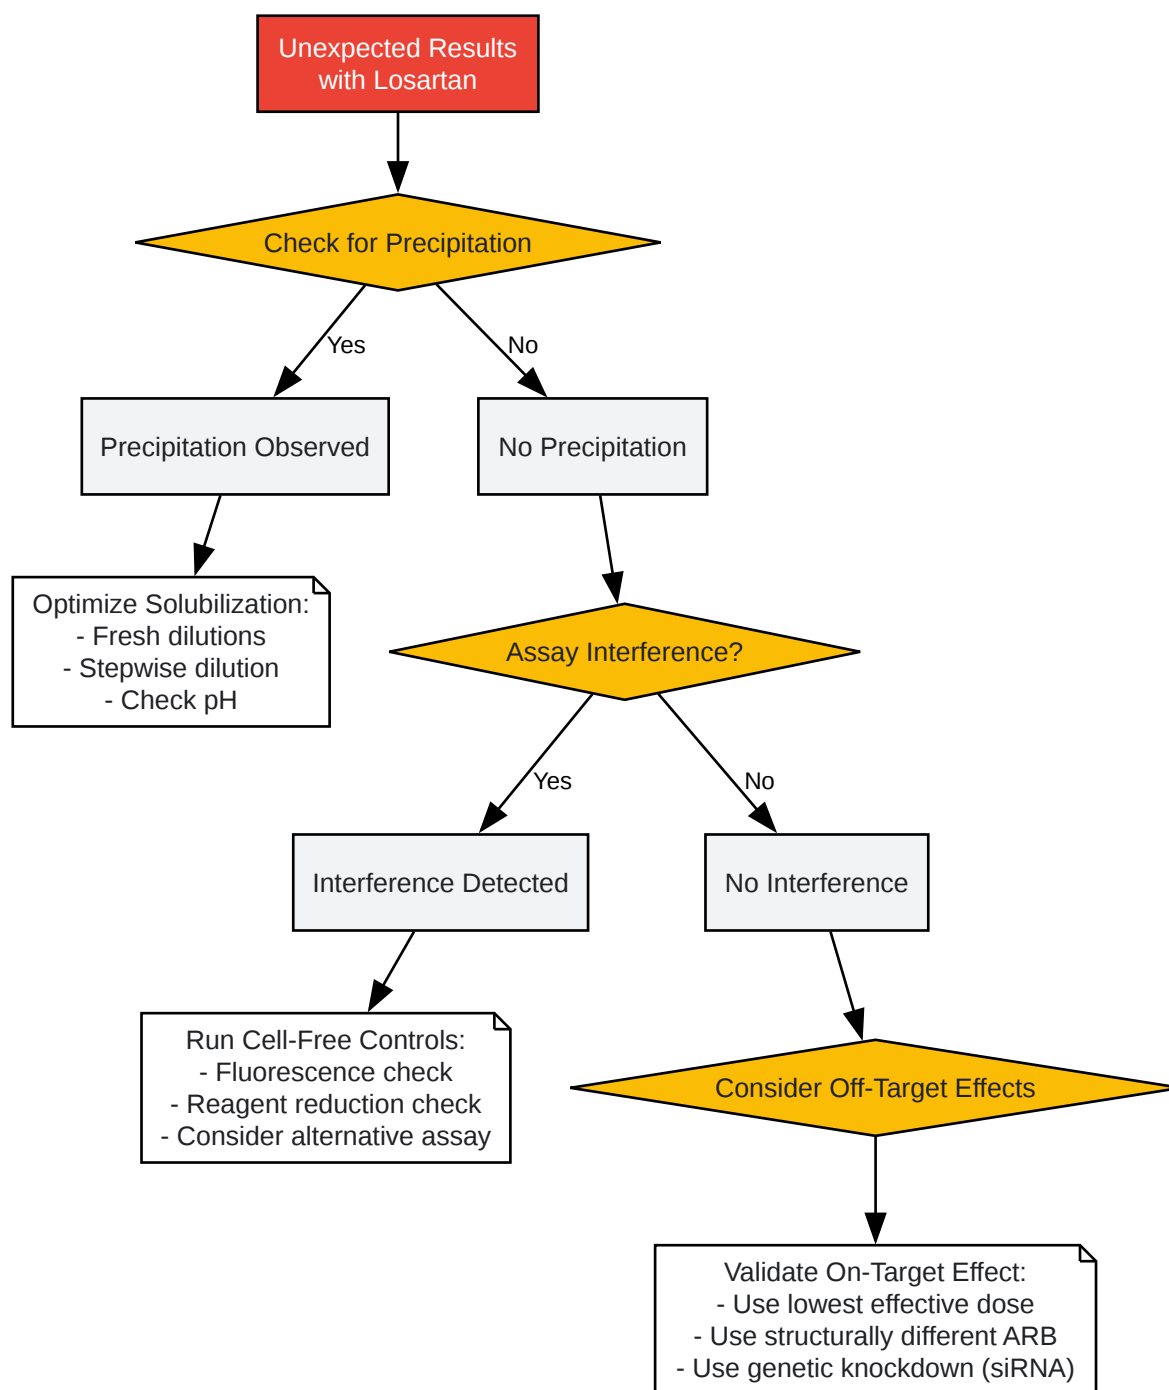 Unexpected Results
with Losartan
Check for Precipitation
Yes
No
Precipitation Observed
No Precipitation
Optimize Solubilization:
- Fresh dilutions
- Stepwise dilution
- Check pH
Assay Interference?
Yes
No
Interference Detected
No Interference
Run Cell-Free Controls:
- Fluorescence check
- Reagent reduction check
- Consider alternative assay
Consider Off-Target Effects
Validate On-Target Effect:
- Use lowest effective dose
- Use structurally different ARB
- Use genetic knockdown (siRNA)